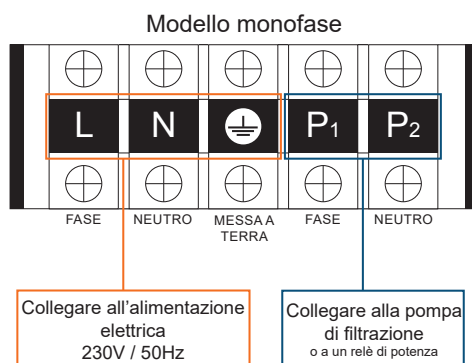 Modello monofase
L N P1 P2
FASE NEUTRO MESSA A TERRA FASE NEUTRO
Collegare all’alimentazione
elettrica
230V / 50Hz
Collegare alla pompa
di filtrazione
o a un relè di potenza